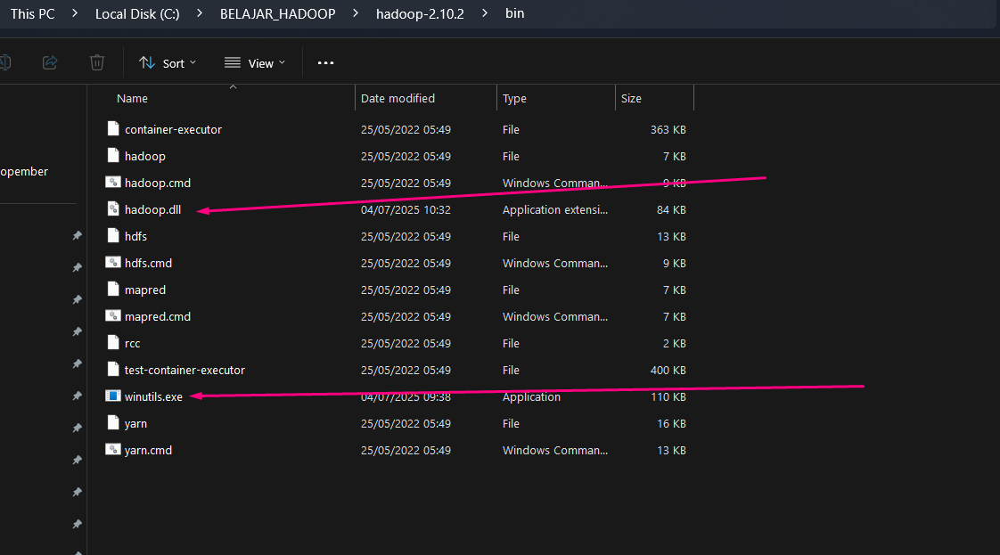 This PC > Local Disk (C:) > BELAJAR_HADOOP > hadoop-2.10.2 > bin
Sort View
Name Date modified Type Size
container-executor 25/05/2022 05:49 File 363 KB
hadoop 25/05/2022 05:49 File 7 KB
opember
hadoop.cmd 25/05/2022 05:49 Windows Comman... 9 KB
hadoop.dll 04/07/2025 10:32 Application extensi... 84 KB
hdfs 25/05/2022 05:49 File 13 KB
hdfs.cmd 25/05/2022 05:49 Windows Comman... 9 KB
mapred 25/05/2022 05:49 File 7 KB
mapred.cmd 25/05/2022 05:49 Windows Comman... 7 KB
rcc 25/05/2022 05:49 File 2 KB
test-container-executor 25/05/2022 05:49 File 400 KB
winutils.exe 04/07/2025 09:38 Application 110 KB
yarn 25/05/2022 05:49 File 16 KB
yarn.cmd 25/05/2022 05:49 Windows Comman... 13 KB